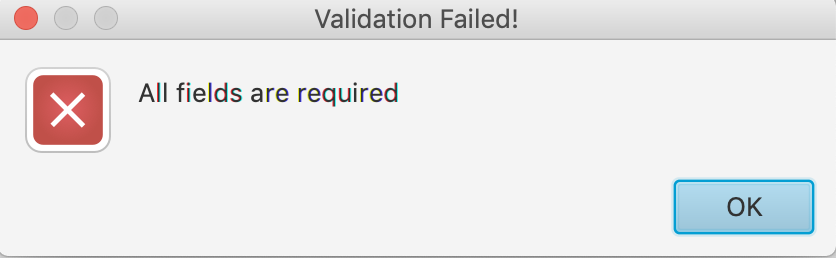 Validation Failed!
All fields are required
OK